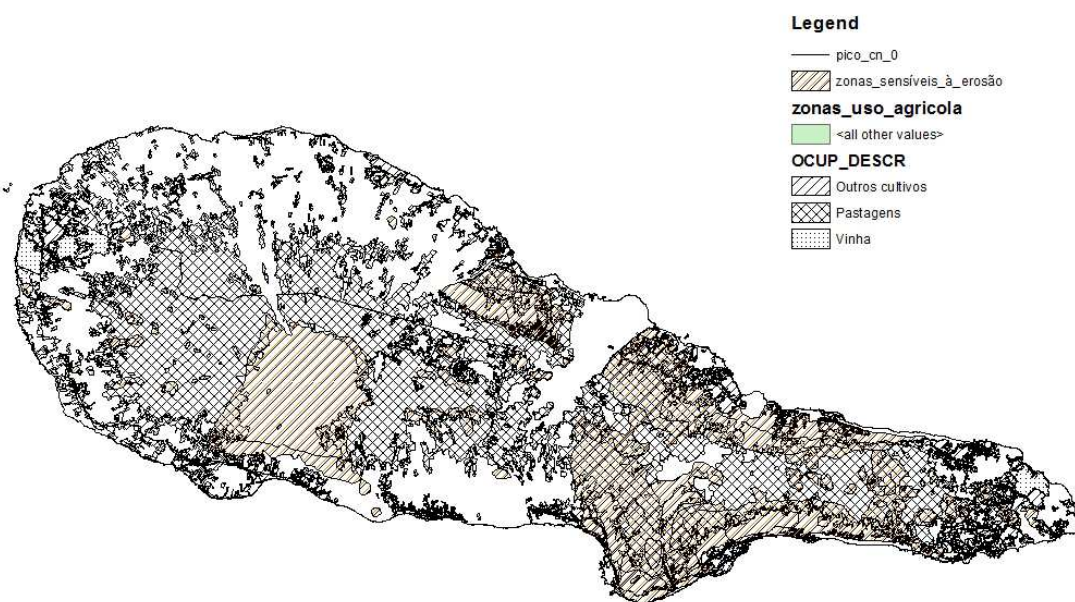 Legend
pico_cn_0
zonas_sensíveis_à_erosão
zonas_uso_agricola
<all other values>
OCUP_DESCR
Outros cultivos
Pastagens
Vinha